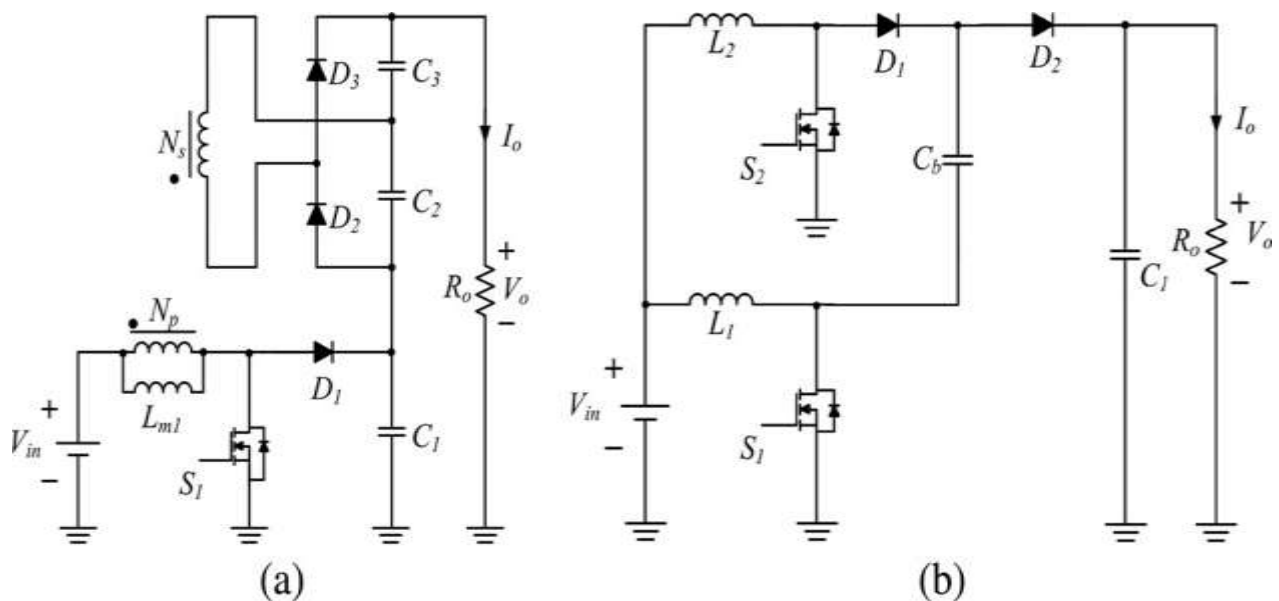 D3
C3
Ns
Io
D2
C2
Ro
+
Vo
−
Np
D1
Lm1
+
Vin
−
S1
C1
(a)
L2
D1
D2
S2
Cb
Io
Ro
+
Vo
−
C1
L1
+
Vin
−
S1
(b)